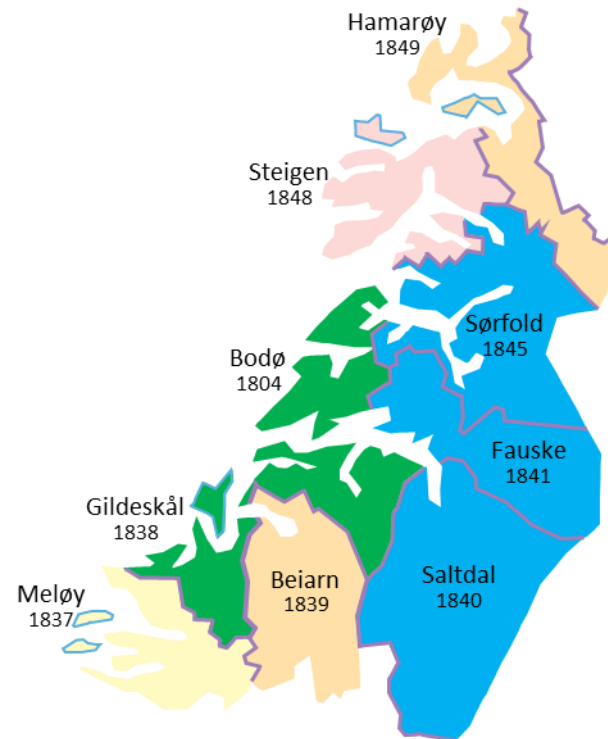 Hamarøy
1849
Steigen
1848
Sørfold
1845
Bodø
1804
Fauske
1841
Gildeskål
1838
Beiarn
1839
Saltdal
1840
Meløy
1837